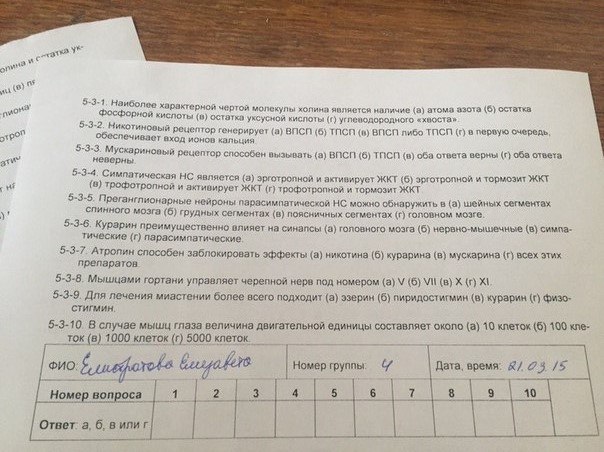 олина и остатка ук-
иц (в) пя
5-3-1. Наиболее характерной чертой молекулы холина является наличие (а) атома азота (б) остатка
фосфорной кислоты (в) остатка уксусной кислоты (г) углеводородного «хвоста».
5-3-2. Никотиновый рецептор генерирует (а) ВПСП (б) ТПСП (в) ВПСП либо ТПСП (г) в первую очередь,
обеспечивает вход ионов кальция.
5-3-3. Мускариновый рецептор способен вызывать (а) ВПСП (б) ТПСП (в) оба ответа верны (г) оба ответа
неверны.
5-3-4. Симпатическая НС является (а) эрготропной и активирует ЖКТ (б) эрготропной и тормозит ЖКТ
(в) трофотропной и активирует ЖКТ (г) трофотропной и тормозит ЖКТ
5-3-5. Преганглионарные нейроны парасимпатической НС можно обнаружить в (а) шейных сегментах
спинного мозга (б) грудных сегментах (в) поясничных сегментах (г) головном мозге.
5-3-6. Курарин преимущественно влияет на синапсы (а) головного мозга (б) нервно-мышечные (в) симпа-
тические (г) парасимпатические.
5-3-7. Атропин способен заблокировать эффекты (а) никотина (б) курарина (в) мускарина (г) всех этих
препаратов.
5-3-8. Мышцами гортани управляет черепной нерв под номером (а) V (б) VII (в) X (г) XI.
5-3-9. Для лечения миастении более всего подходит (а) эзерин (б) пиридостигмин (в) курарин (г) физо-
стигмин.
5-3-10. В случае мышц глаза величина двигательной единицы составляет около (а) 10 клеток (б) 100 кле-
ток (в) 1000 клеток (г) 5000 клеток.
ФИО: Елистратова Елизавета Номер группы: 4 Дата, время: 21.03.15
Номер вопроса 1 2 3 4 5 6 7 8 9 10
Ответ: а, б, в или г